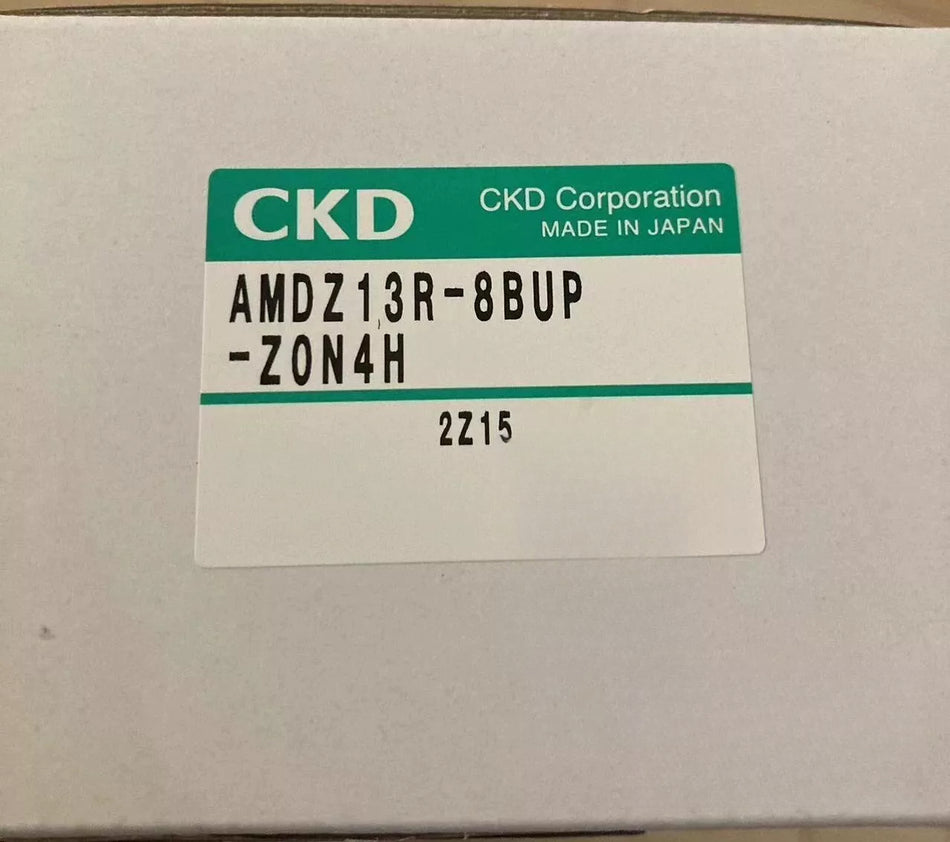 CKD
CKD Corporation
MADE IN JAPAN
AMDZ13R-8BUP
-Z0N4H
2Z15